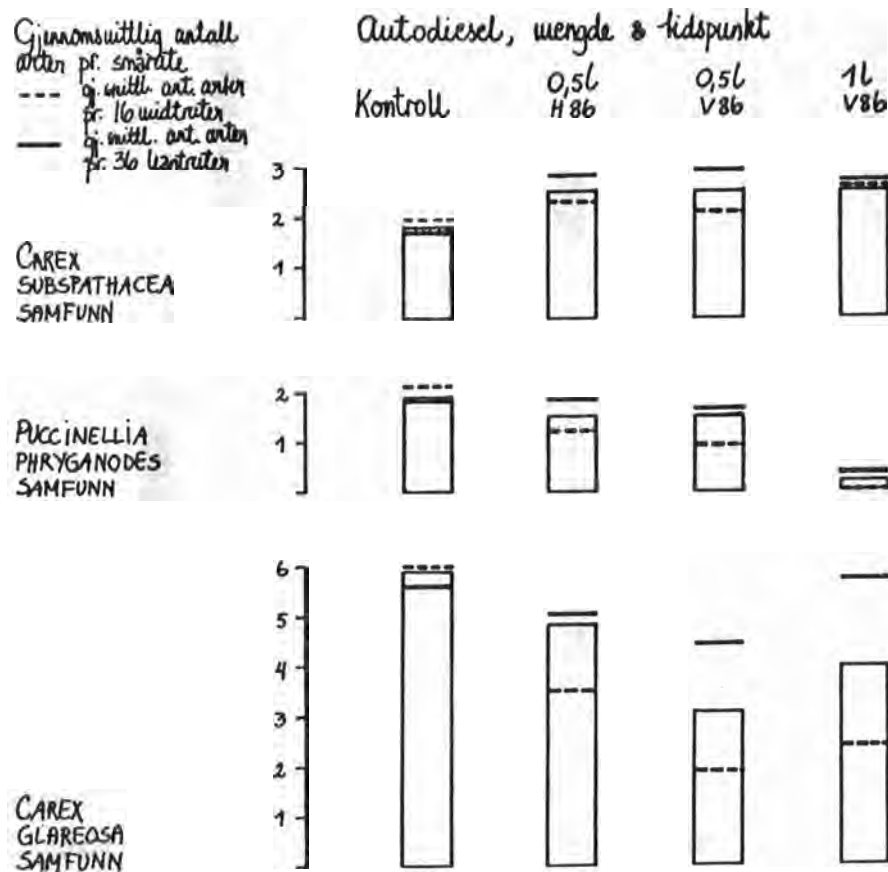 Gjennomsnittlig antall
arter pr. smårute
gj. snittl. ant. arter
pr. 16 midtruter
gj. snittl. ant. arter
pr. 36 kantruter
Autodiesel, mengde & tidspunkt
Kontroll
0,5l
H86
0,5l
V86
1l
V86
3
2
1
CAREX
SUBSPATHACEA
SAMFUNN
2
1
PUCCINELLIA
PHRYGANODES
SAMFUNN
6
5
4
3
2
1
CAREX
GLAREOSA
SAMFUNN